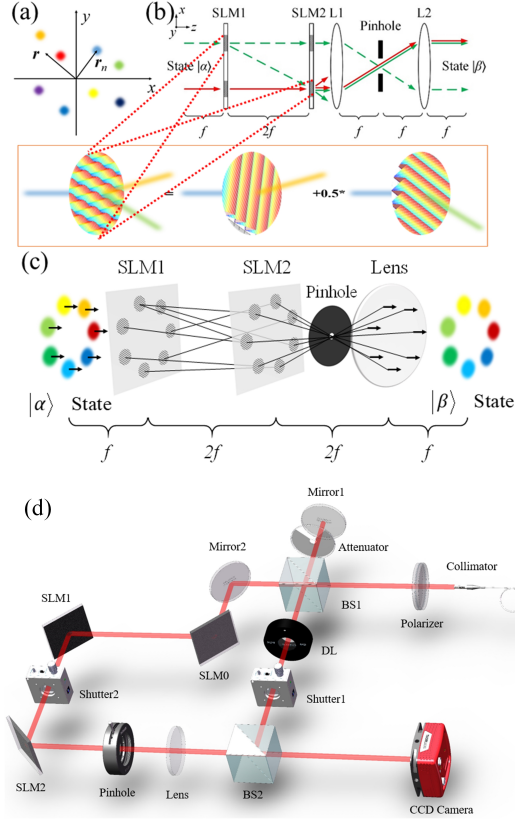 (a)
y
r
r_n
x
(b)
x
y
z
SLM1
SLM2 L1
Pinhole
L2
State |α⟩
State |β⟩
f
2f
f
f
f
=
+0.5*
(c)
SLM1
SLM2
Pinhole
Lens
|α⟩ State
|β⟩ State
f
2f
2f
f
(d)
Mirror1
Attenuator
Mirror2
Collimator
SLM1
BS1
Polarizer
DL
SLM0
Shutter2
Shutter1
SLM2
Pinhole
Lens
BS2
CCD Camera